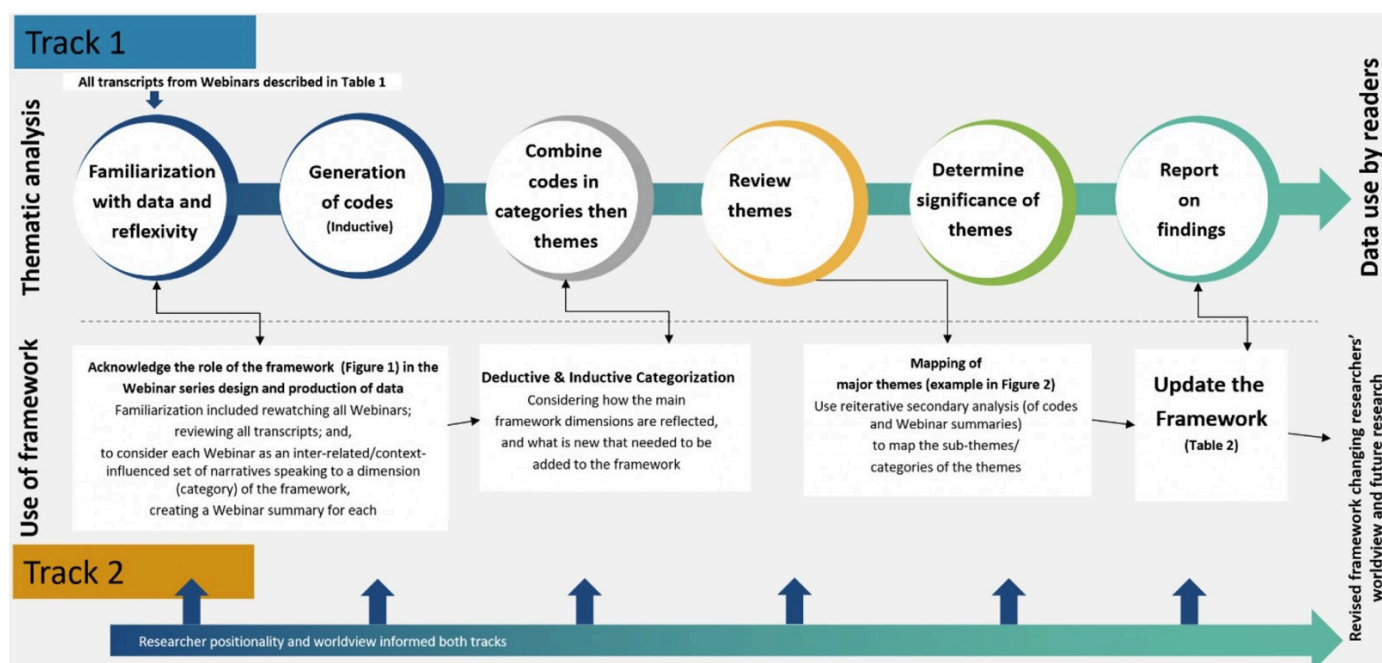 Track 1
All transcripts from Webinars described in Table 1
Thematic analysis
Familiarization
with data and
reflexivity
Generation
of codes
(Inductive)
Combine
codes in
categories then
themes
Review
themes
Determine
significance of
themes
Report
on
findings
Data use by readers
Use of framework
Acknowledge the role of the framework (Figure 1) in the
Webinar series design and production of data
Familiarization included rewatching all Webinars;
reviewing all transcripts; and,
to consider each Webinar as an inter-related/context-
influenced set of narratives speaking to a dimension
(category) of the framework,
creating a Webinar summary for each
Deductive & Inductive Categorization
Considering how the main
framework dimensions are reflected,
and what is new that needed to be
added to the framework
Mapping of
major themes (example in Figure 2)
Use reiterative secondary analysis (of codes
and Webinar summaries)
to map the sub-themes/
categories of the themes
Update the
Framework
(Table 2)
Revised framework changing researchers’
worldview and future research
Track 2
Researcher positionality and worldview informed both tracks